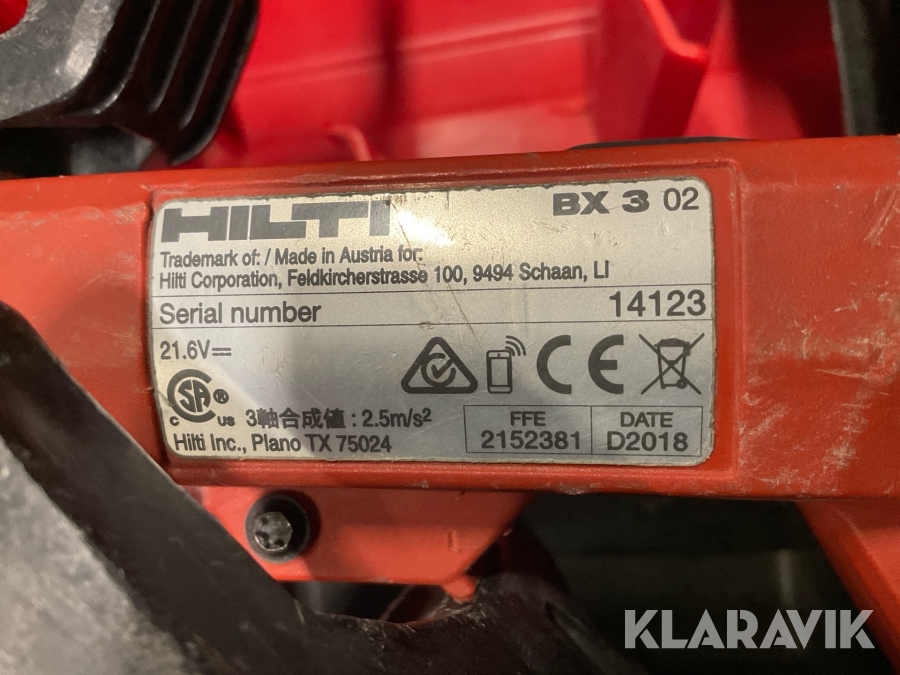 HILTI
BX 3 02
Trademark of: / Made in Austria for:
Hilti Corporation, Feldkircherstrasse 100, 9494 Schaan, LI
Serial number 14123
21.6V⎓
CE
SA®
C US
3軸合成値 : 2.5m/s²
FFE
2152381
DATE
D2018
Hilti Inc., Plano TX 75024
KLARAVIK